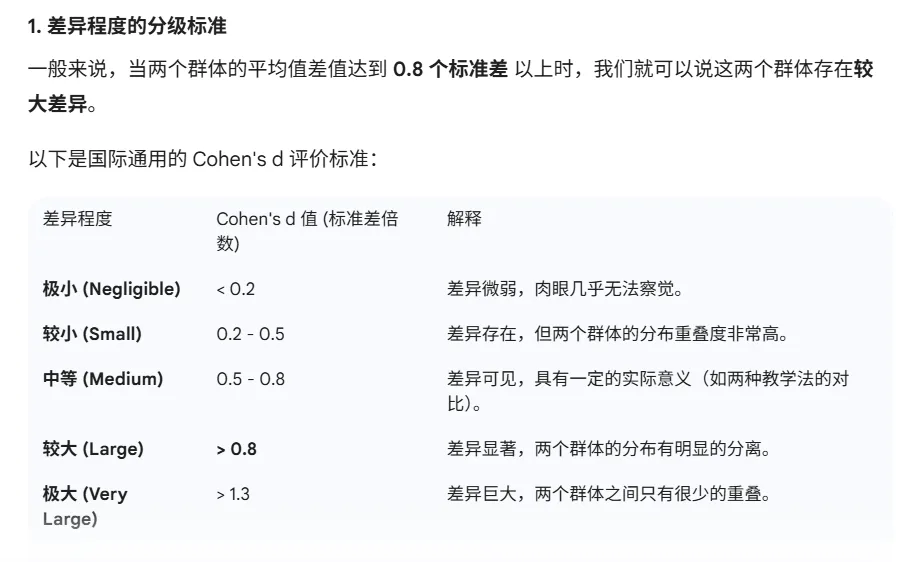 1. 差异程度的分级标准
一般来说，当两个群体的平均值差值达到 0.8 个标准差 以上时，我们就可以说这两个群体存在较
大差异。
以下是国际通用的 Cohen's d 评价标准：
差异程度 Cohen's d 值 (标准差倍 解释
数)
极小 (Negligible) < 0.2 差异微弱，肉眼几乎无法察觉。
较小 (Small) 0.2 - 0.5 差异存在，但两个群体的分布重叠度非常高。
中等 (Medium) 0.5 - 0.8 差异可见，具有一定的实际意义（如两种教学法的对
比）。
较大 (Large) > 0.8 差异显著，两个群体的分布有明显的分离。
极大 (Very > 1.3 差异巨大，两个群体之间只有很少的重叠。
Large)